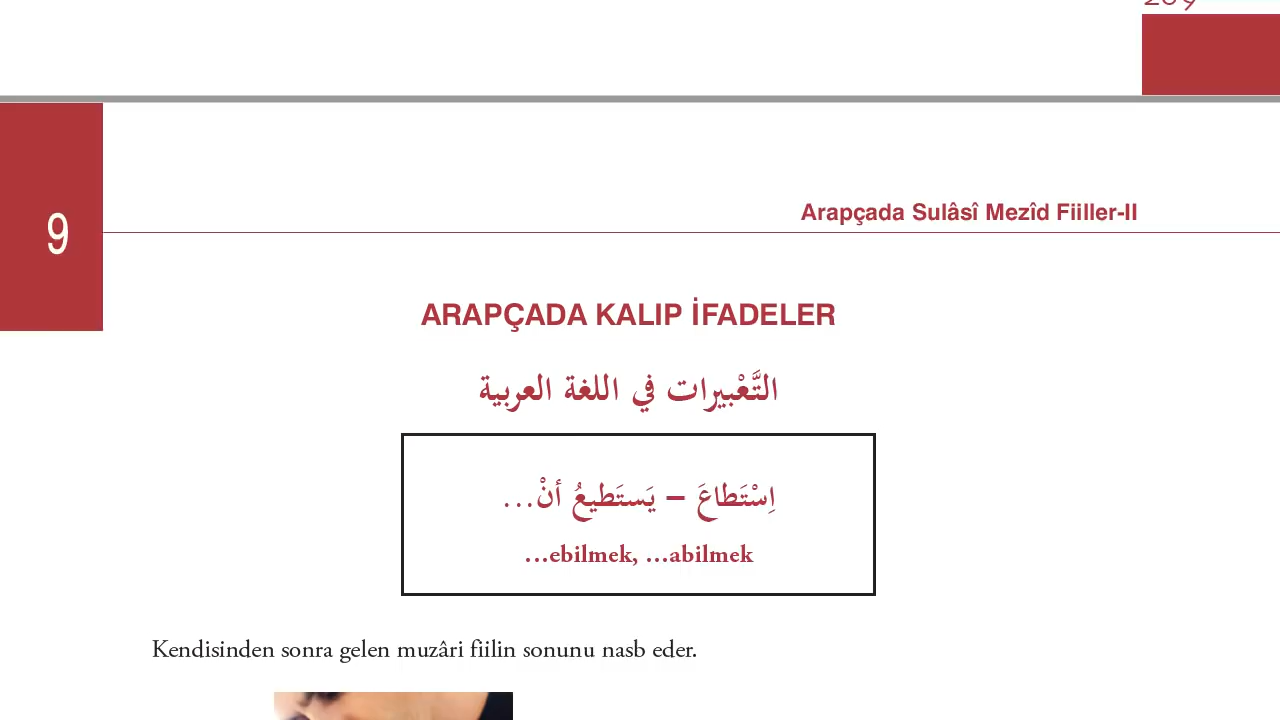 9
Arapçada Sulâsî Mezîd Fiiller-II
ARAPÇADA KALIP İFADELER
التَّعْبيرات في اللغة العربية
اِسْتَطاعَ – يَستَطيعُ أنْ...
...ebilmek, ...abilmek
Kendisinden sonra gelen muzâri fiilin sonunu nasb eder.